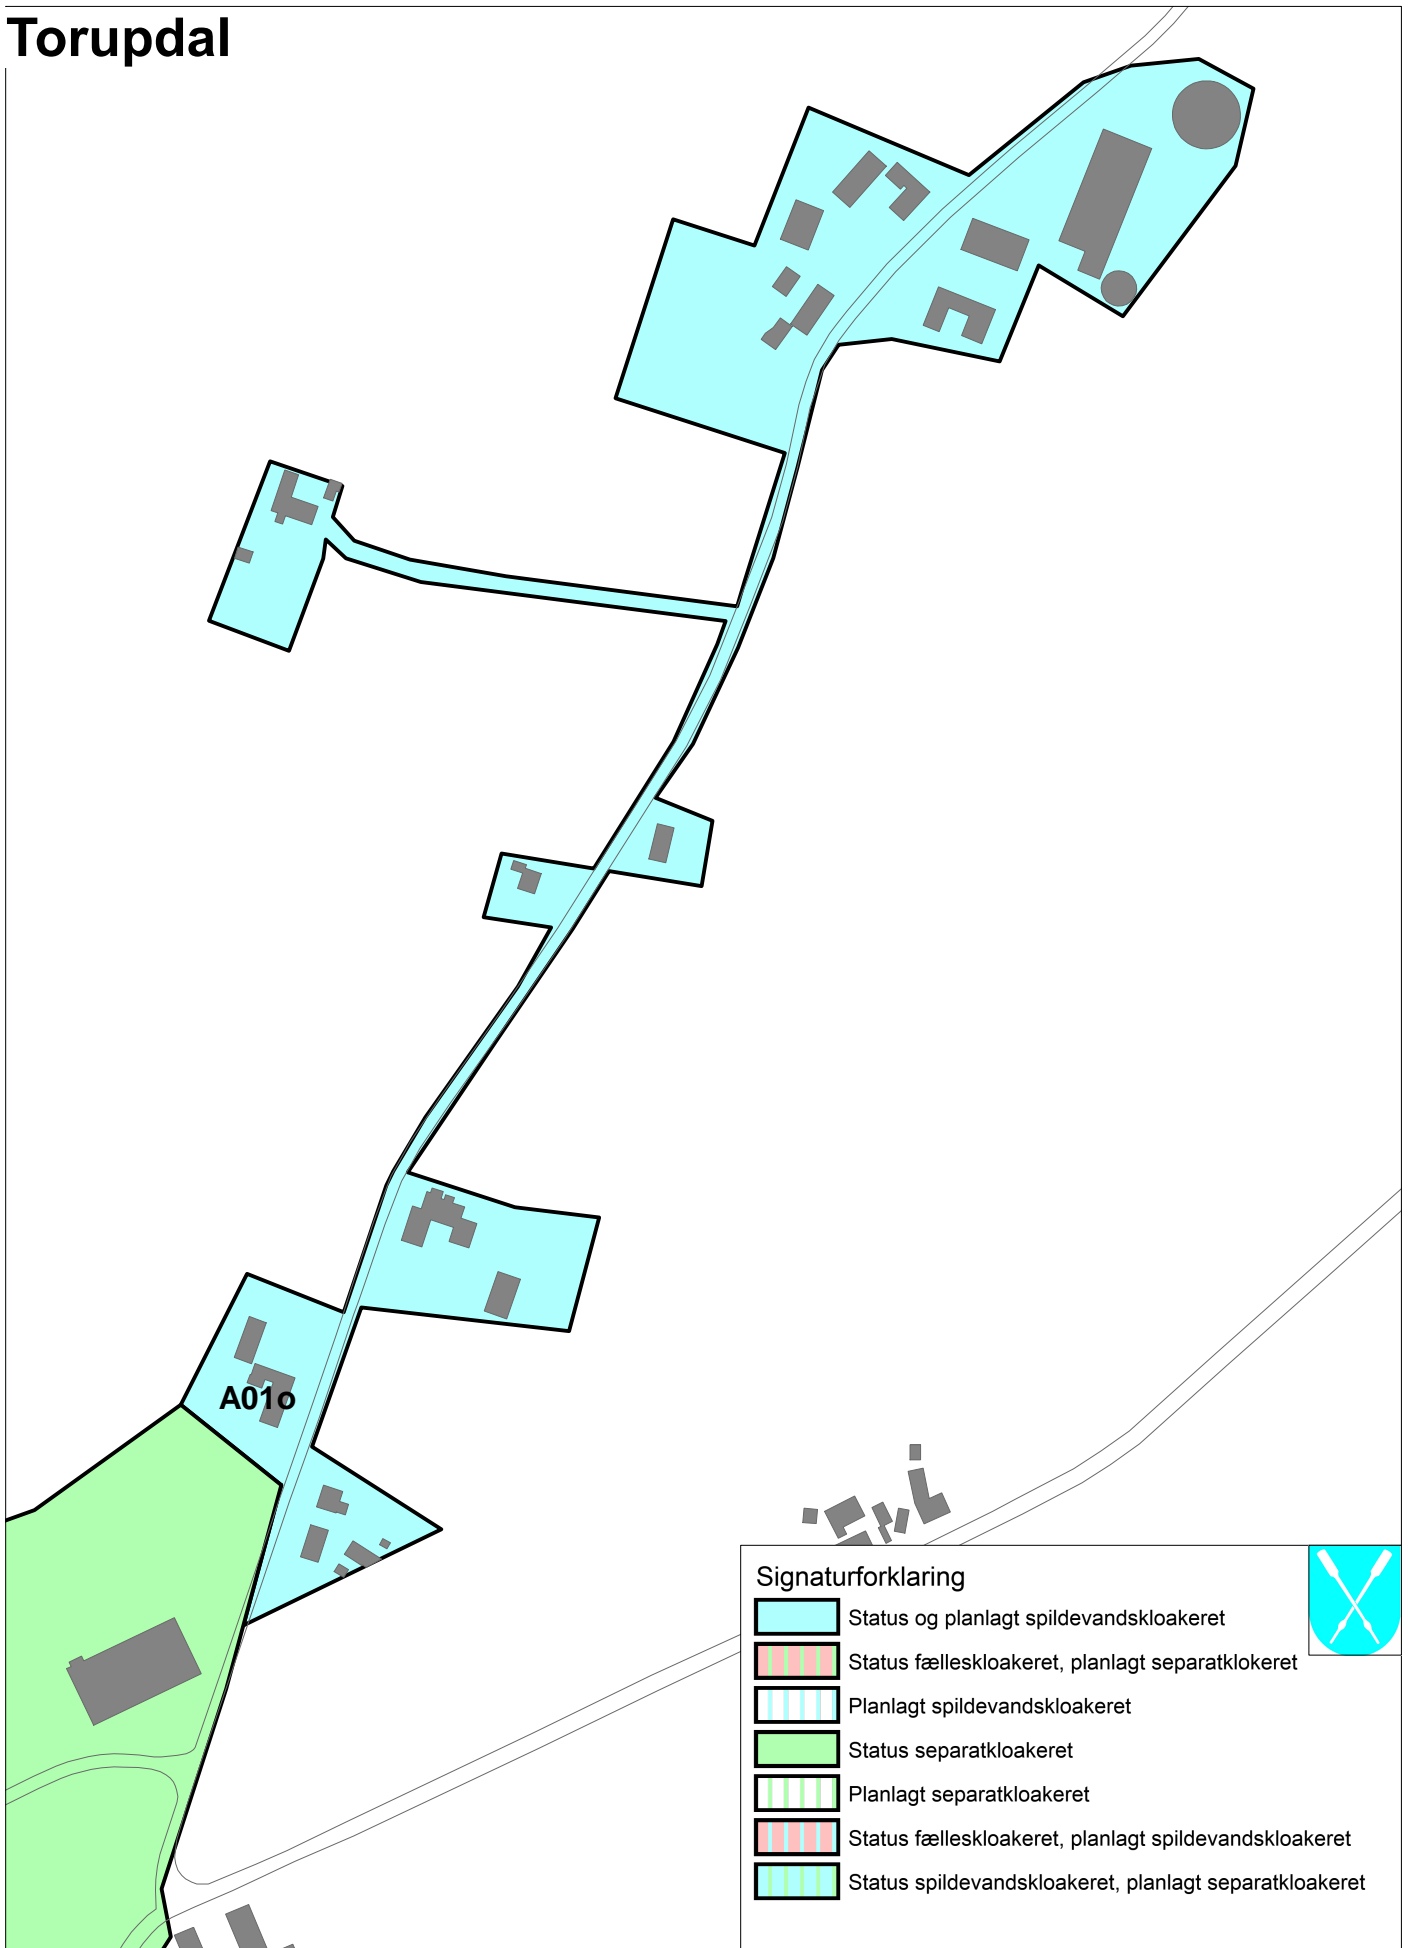 Torupdal
A01o
Signaturforklaring
Status og planlagt spildevandskloakeret
Status fælleskloakeret, planlagt separatklokeret
Planlagt spildevandskloakeret
Status separatkloakeret
Planlagt separatkloakeret
Status fælleskloakeret, planlagt spildevandskloakeret
Status spildevandskloakeret, planlagt separatkloakeret